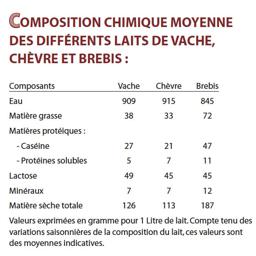 COMPOSITION CHIMIQUE MOYENNE
DES DIFFÉRENTS LAITS DE VACHE,
CHÈVRE ET BREBIS :
Composants Vache Chèvre Brebis
Eau 909 915 845
Matière grasse 38 33 72
Matières protéiques :
- Caséine 27 21 47
- Protéines solubles 5 7 11
Lactose 49 45 45
Minéraux 7 7 12
Matière sèche totale 126 113 187
Valeurs exprimées en gramme pour 1 Litre de lait. Compte tenu des
variations saisonnières de la composition du lait, ces valeurs sont
des moyennes indicatives.